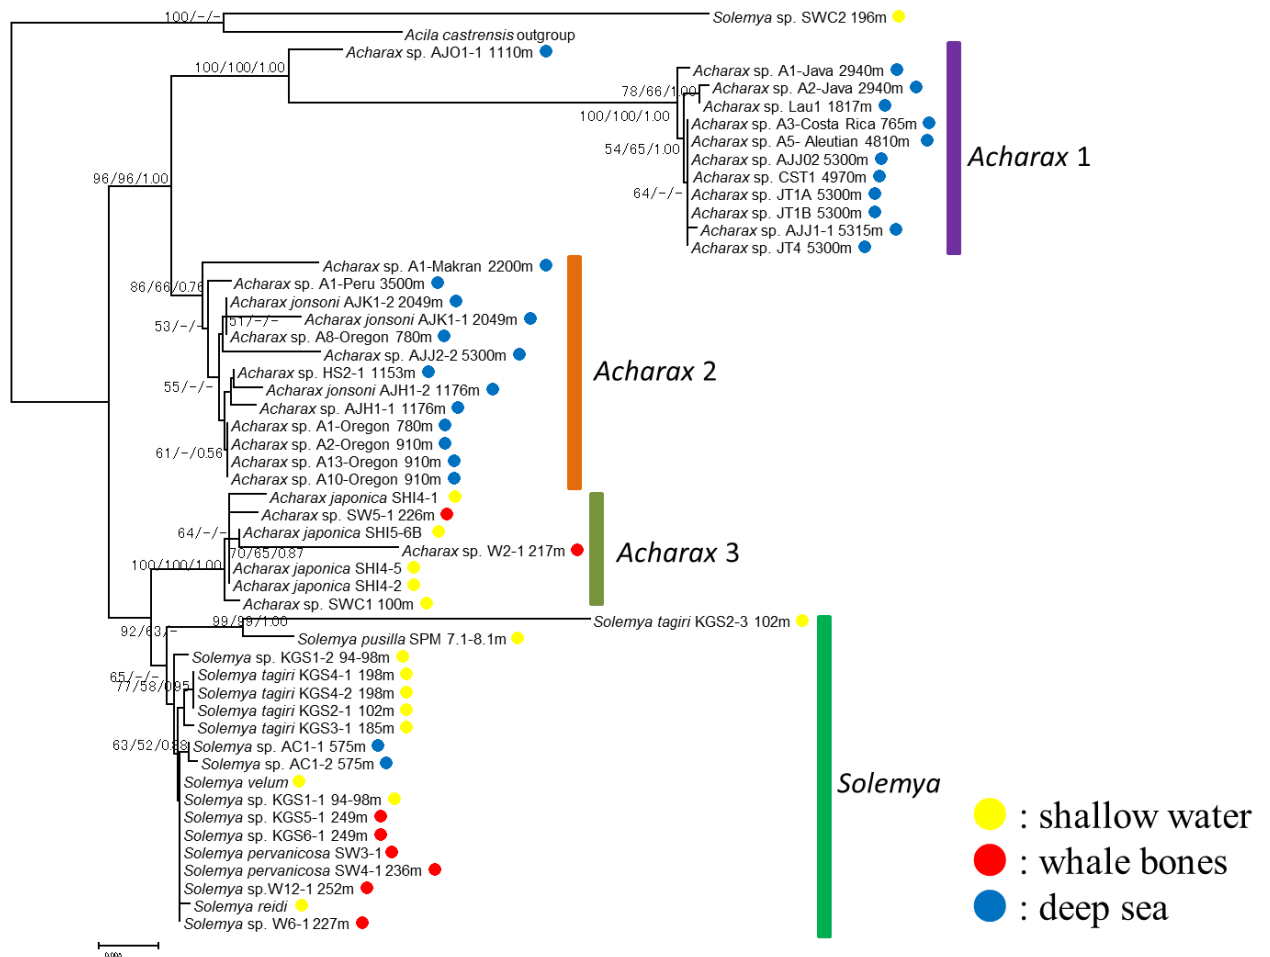 100/-/-
Solemya sp. SWC2 196m
Acila castrensis outgroup
Acharax sp. AJO1-1 1110m
100/100/1.00
Acharax sp. A1-Java 2940m
78/66/1.00
Acharax sp. A2-Java 2940m
Acharax sp. Lau1 1817m
100/100/1.00
Acharax sp. A3-Costa Rica 765m
Acharax sp. A5- Aleutian 4810m
54/65/1.00
Acharax 1
Acharax sp. AJJ02 5300m
Acharax sp. CST1 4970m
96/96/1.00
64/-/-
Acharax sp. JT1A 5300m
Acharax sp. JT1B 5300m
Acharax sp. AJJ1-1 5315m
Acharax sp. JT4 5300m
Acharax sp. A1-Makran 2200m
86/66/0.76
Acharax sp. A1-Peru 3500m
Acharax jonsoni AJK1-2 2049m
53/-/-
51/-/-
Acharax jonsoni AJK1-1 2049m
Acharax sp. A8-Oregon 780m
Acharax sp. AJJ2-2 5300m
Acharax sp. HS2-1 1153m
Acharax 2
55/-/-
Acharax jonsoni AJH1-2 1176m
Acharax sp. AJH1-1 1176m
Acharax sp. A1-Oregon 780m
Acharax sp. A2-Oregon 910m
61/-/0.56
Acharax sp. A13-Oregon 910m
Acharax sp. A10-Oregon 910m
Acharax japonica SHI4-1
Acharax sp. SW5-1 226m
64/-/-
Acharax japonica SHI5-6B
70/65/0.87
Acharax sp. W2-1 217m
Acharax 3
100/100/1.00
Acharax japonica SHI4-5
Acharax japonica SHI4-2
Acharax sp. SWC1 100m
99/99/1.00
Solemya tagiri KGS2-3 102m
92/63/-
Solemya pusilla SPM 7.1-8.1m
Solemya sp. KGS1-2 94-98m
65/-/-
Solemya tagiri KGS4-1 198m
77/58/0.95
Solemya tagiri KGS4-2 198m
Solemya tagiri KGS2-1 102m
Solemya tagiri KGS3-1 185m
63/52/0.88
Solemya sp. AC1-1 575m
Solemya sp. AC1-2 575m
Solemya velum
Solemya
Solemya sp. KGS1-1 94-98m
Solemya sp. KGS5-1 249m
: shallow water
Solemya sp. KGS6-1 249m
Solemya pervanicosa SW3-1
: whale bones
Solemya pervanicosa SW4-1 236m
Solemya sp.W12-1 252m
Solemya reidi
: deep sea
Solemya sp. W6-1 227m